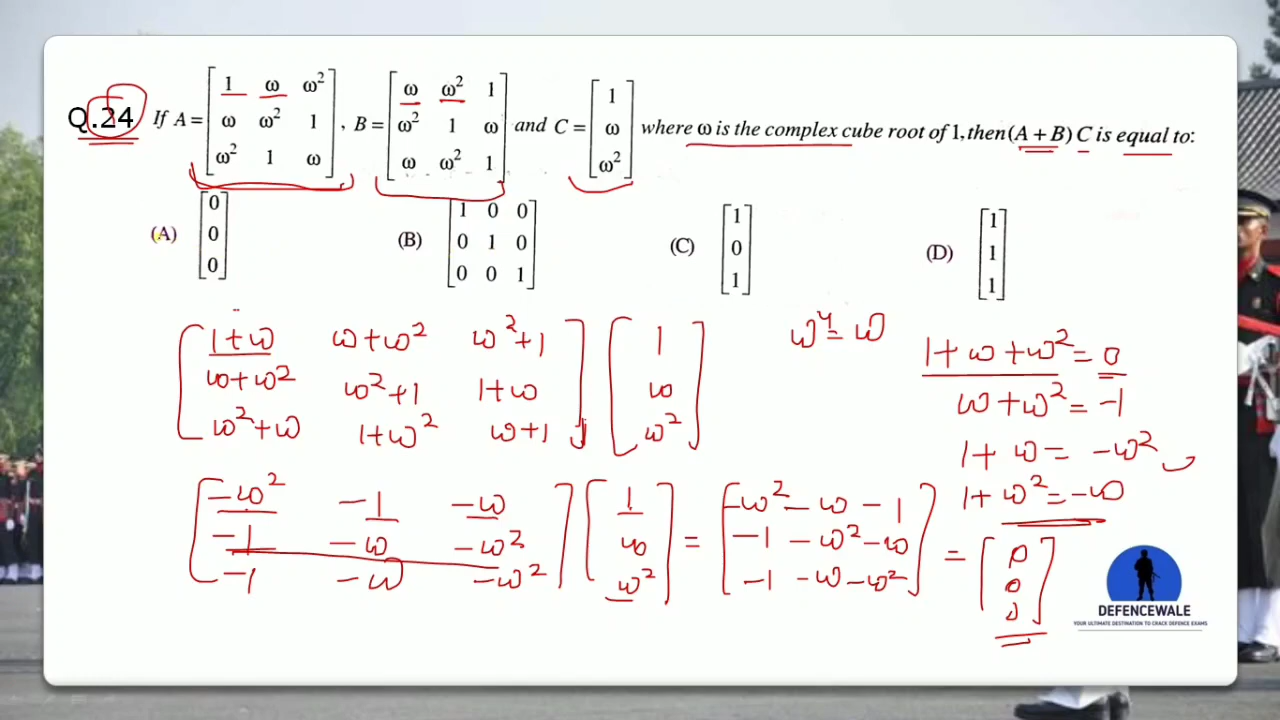 Q.24 If A = [1 ω ω²; ω ω² 1; ω² 1 ω], B = [ω ω² 1; ω² 1 ω; ω ω² 1] and C = [1; ω; ω²] where ω is the complex cube root of 1, then (A + B) C is equal to:
(A) [0; 0; 0] (B) [1 0 0; 0 1 0; 0 0 1] (C) [1; 0; 1] (D) [1; 1; 1]
[1+ω ω+ω² ω²+1; ω+ω² ω²+1 1+ω; ω²+ω 1+ω² ω+1] [1; ω; ω²]
ω⁴ = ω
1+ω+ω² = 0
ω+ω² = -1
1+ω = -ω²
1+ω² = -ω
[-ω² -1 -ω; -1 -ω -ω²; -1 -ω -ω²] [1; ω; ω²] = [-ω² - ω - 1; -1 - ω² - ω; -1 - ω - ω²] = [0; 0; 0]
DEFENCEWALE
YOUR ULTIMATE DESTINATION TO CRACK DEFENCE EXAMS